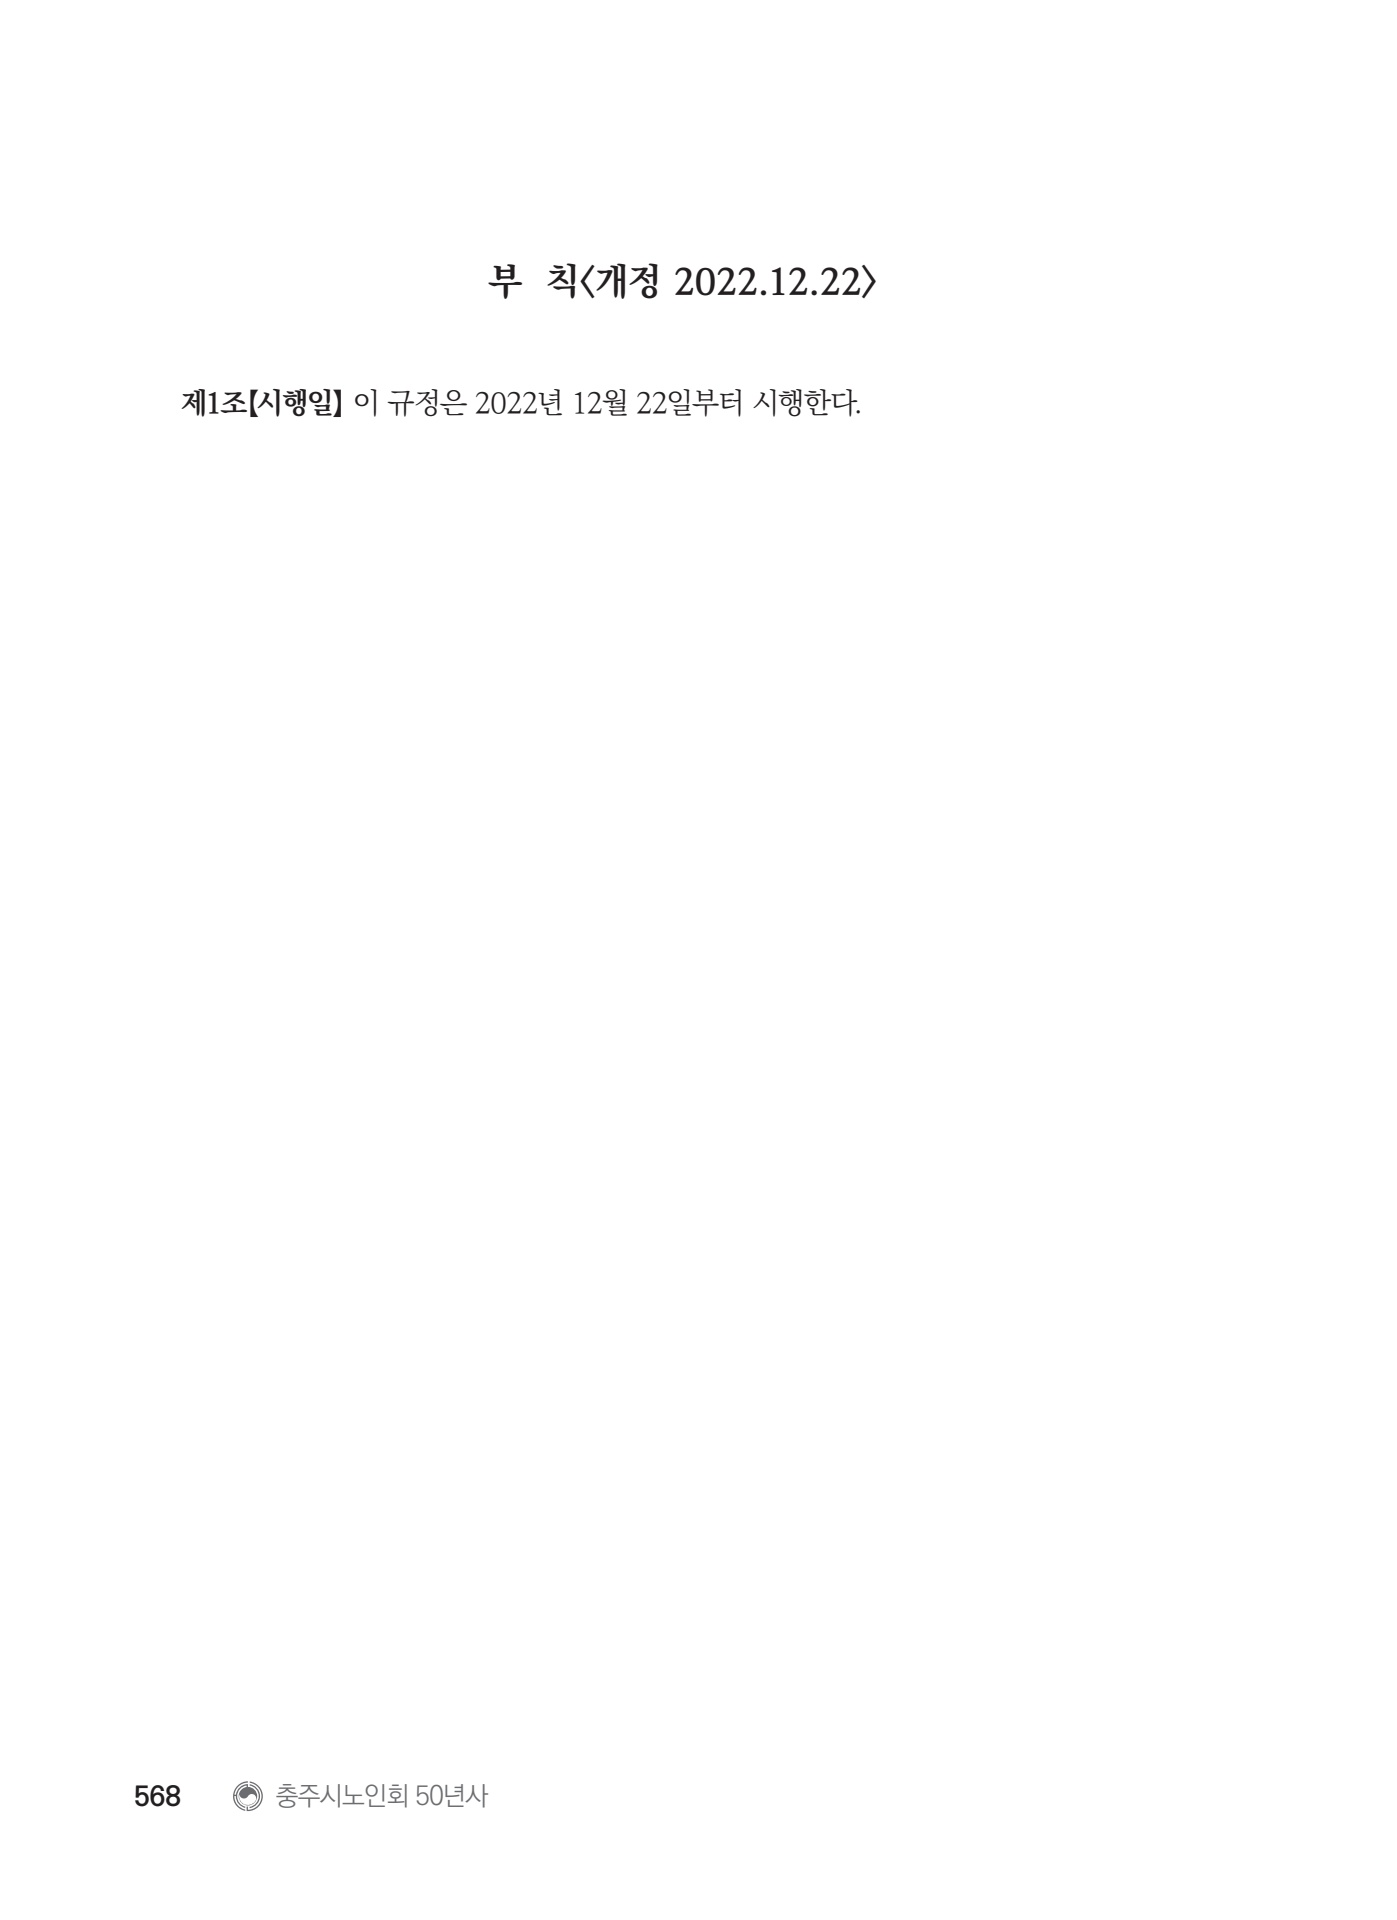 부 칙〈개정 2022.12.22〉
제1조【시행일】 이 규정은 2022년 12월 22일부터 시행한다.
568 충주시노인회 50년사